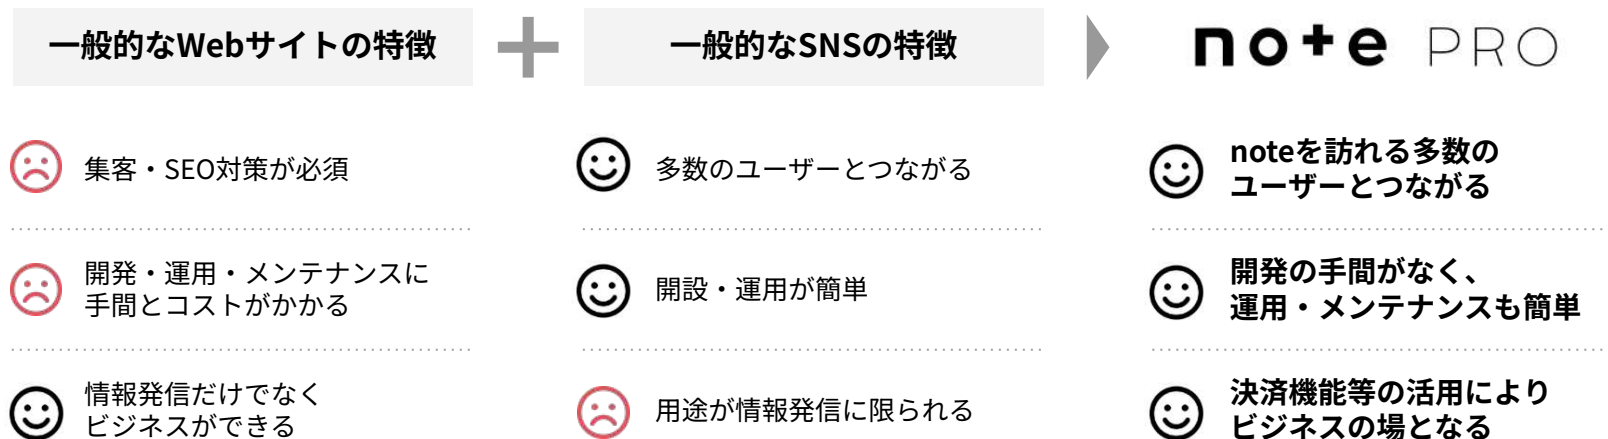 一般的なWebサイトの特徴
一般的なSNSの特徴
note PRO
集客・SEO対策が必須
多数のユーザーとつながる
noteを訪れる多数の
ユーザーとつながる
開発・運用・メンテナンスに
手間とコストがかかる
開設・運用が簡単
開発の手間がなく、
運用・メンテナンスも簡単
情報発信だけでなく
ビジネスができる
用途が情報発信に限られる
決済機能等の活用により
ビジネスの場となる